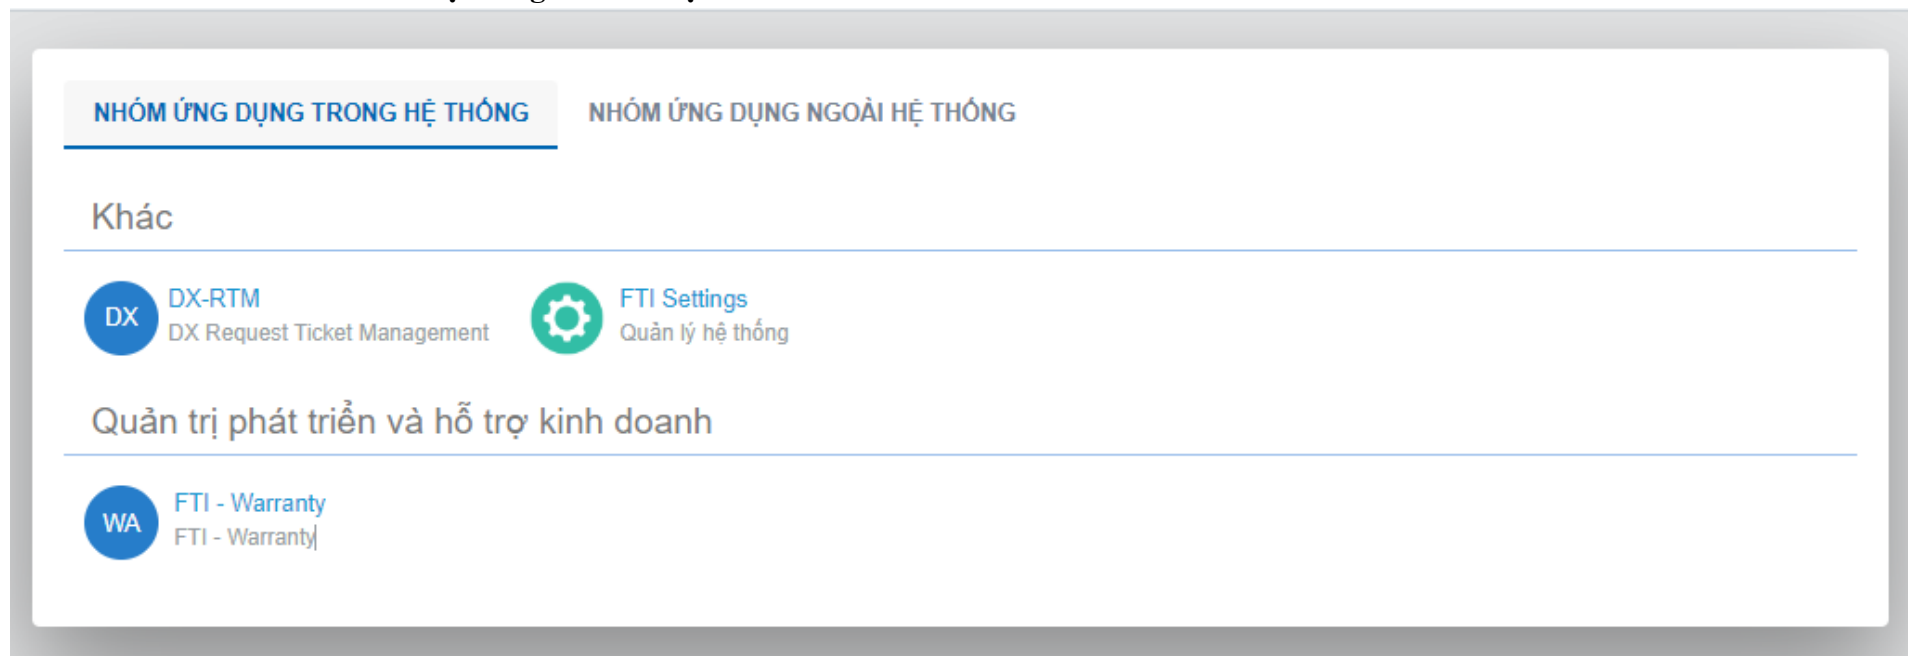 NHÓM ỨNG DỤNG TRONG HỆ THỐNG NHÓM ỨNG DỤNG NGOÀI HỆ THỐNG
Khác
DX
DX-RTM
DX Request Ticket Management
FTI Settings
Quản lý hệ thống
Quản trị phát triển và hỗ trợ kinh doanh
WA
FTI - Warranty
FTI - Warranty